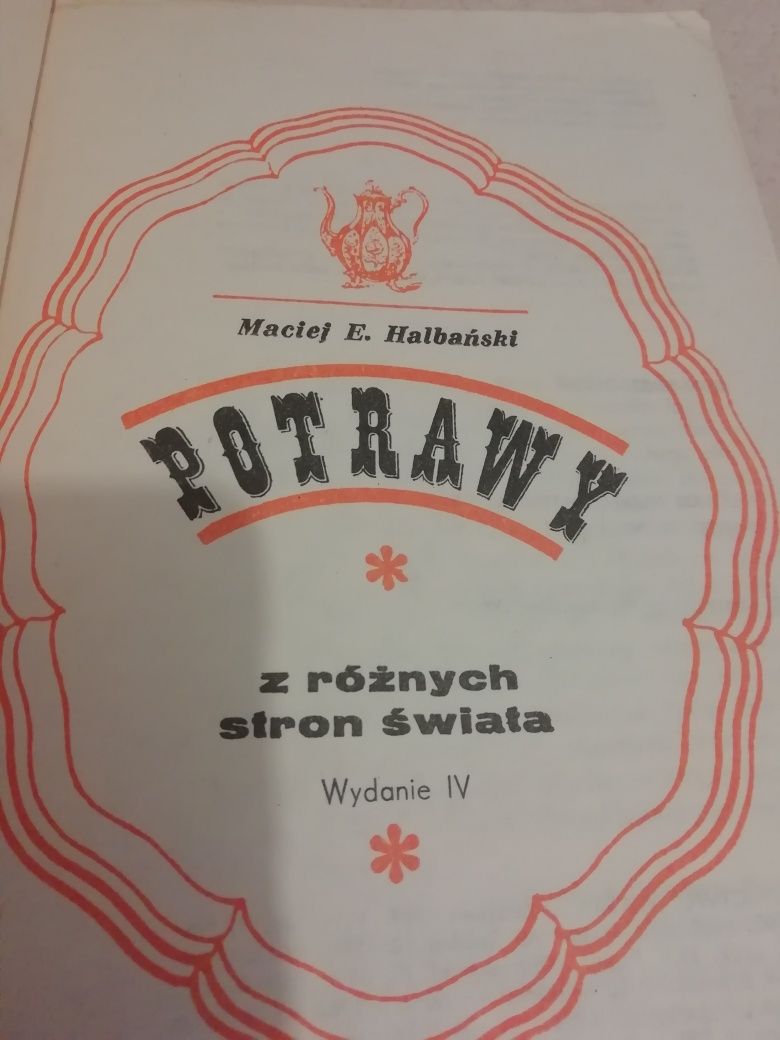 Maciej E. Halbański
POTRAWY
z różnych
stron świata
Wydanie IV